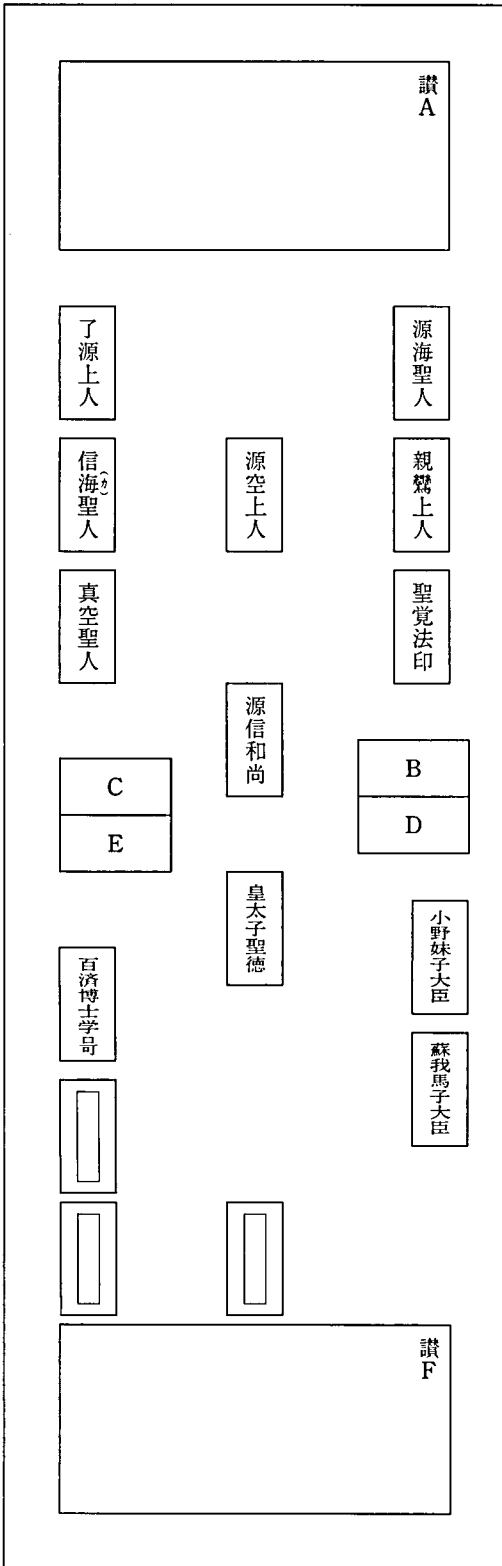 讃A
源海聖人
了源上人
親鸞上人
源空上人
信海(カ)聖人
聖覚法印
真空聖人
源信和尚
B
D
C
E
皇太子聖徳
小野妹子大臣
百済博士学哥
蘇我馬子大臣
讃F